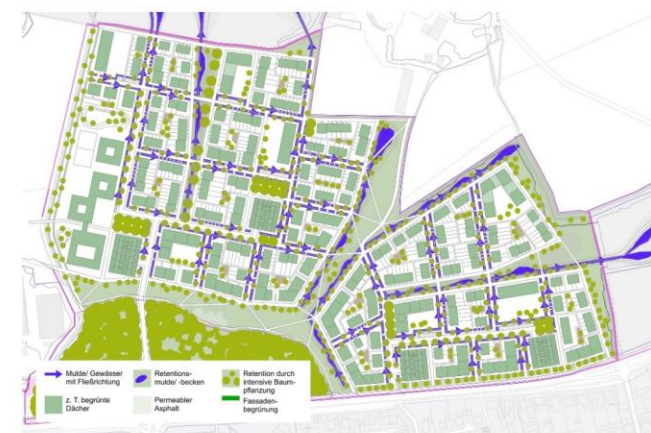 Mulde/ Gewässer
mit Fließrichtung
Retentions-
mulde/ -becken
Retention durch
intensive Baum-
pflanzung
z. T. begrünte
Dächer
Permeabler
Asphalt
Fassaden-
begrünung